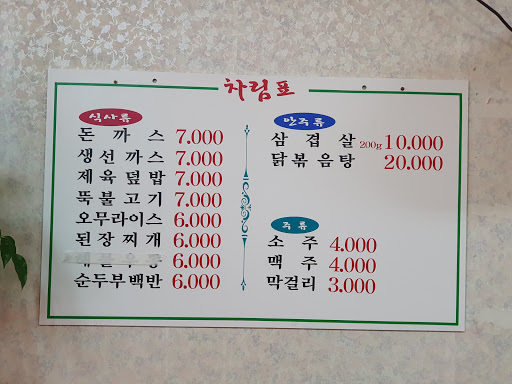 차림표
식사류
돈까스 7.000
생선까스 7.000
제육덮밥 7.000
뚝불고기 7.000
오무라이스 6.000
된장찌개 6.000
6.000
순두부백반 6.000
안주류
삼겹살 200g 10.000
닭볶음탕 20.000
주류
소주 4.000
맥주 4.000
막걸리 3.000